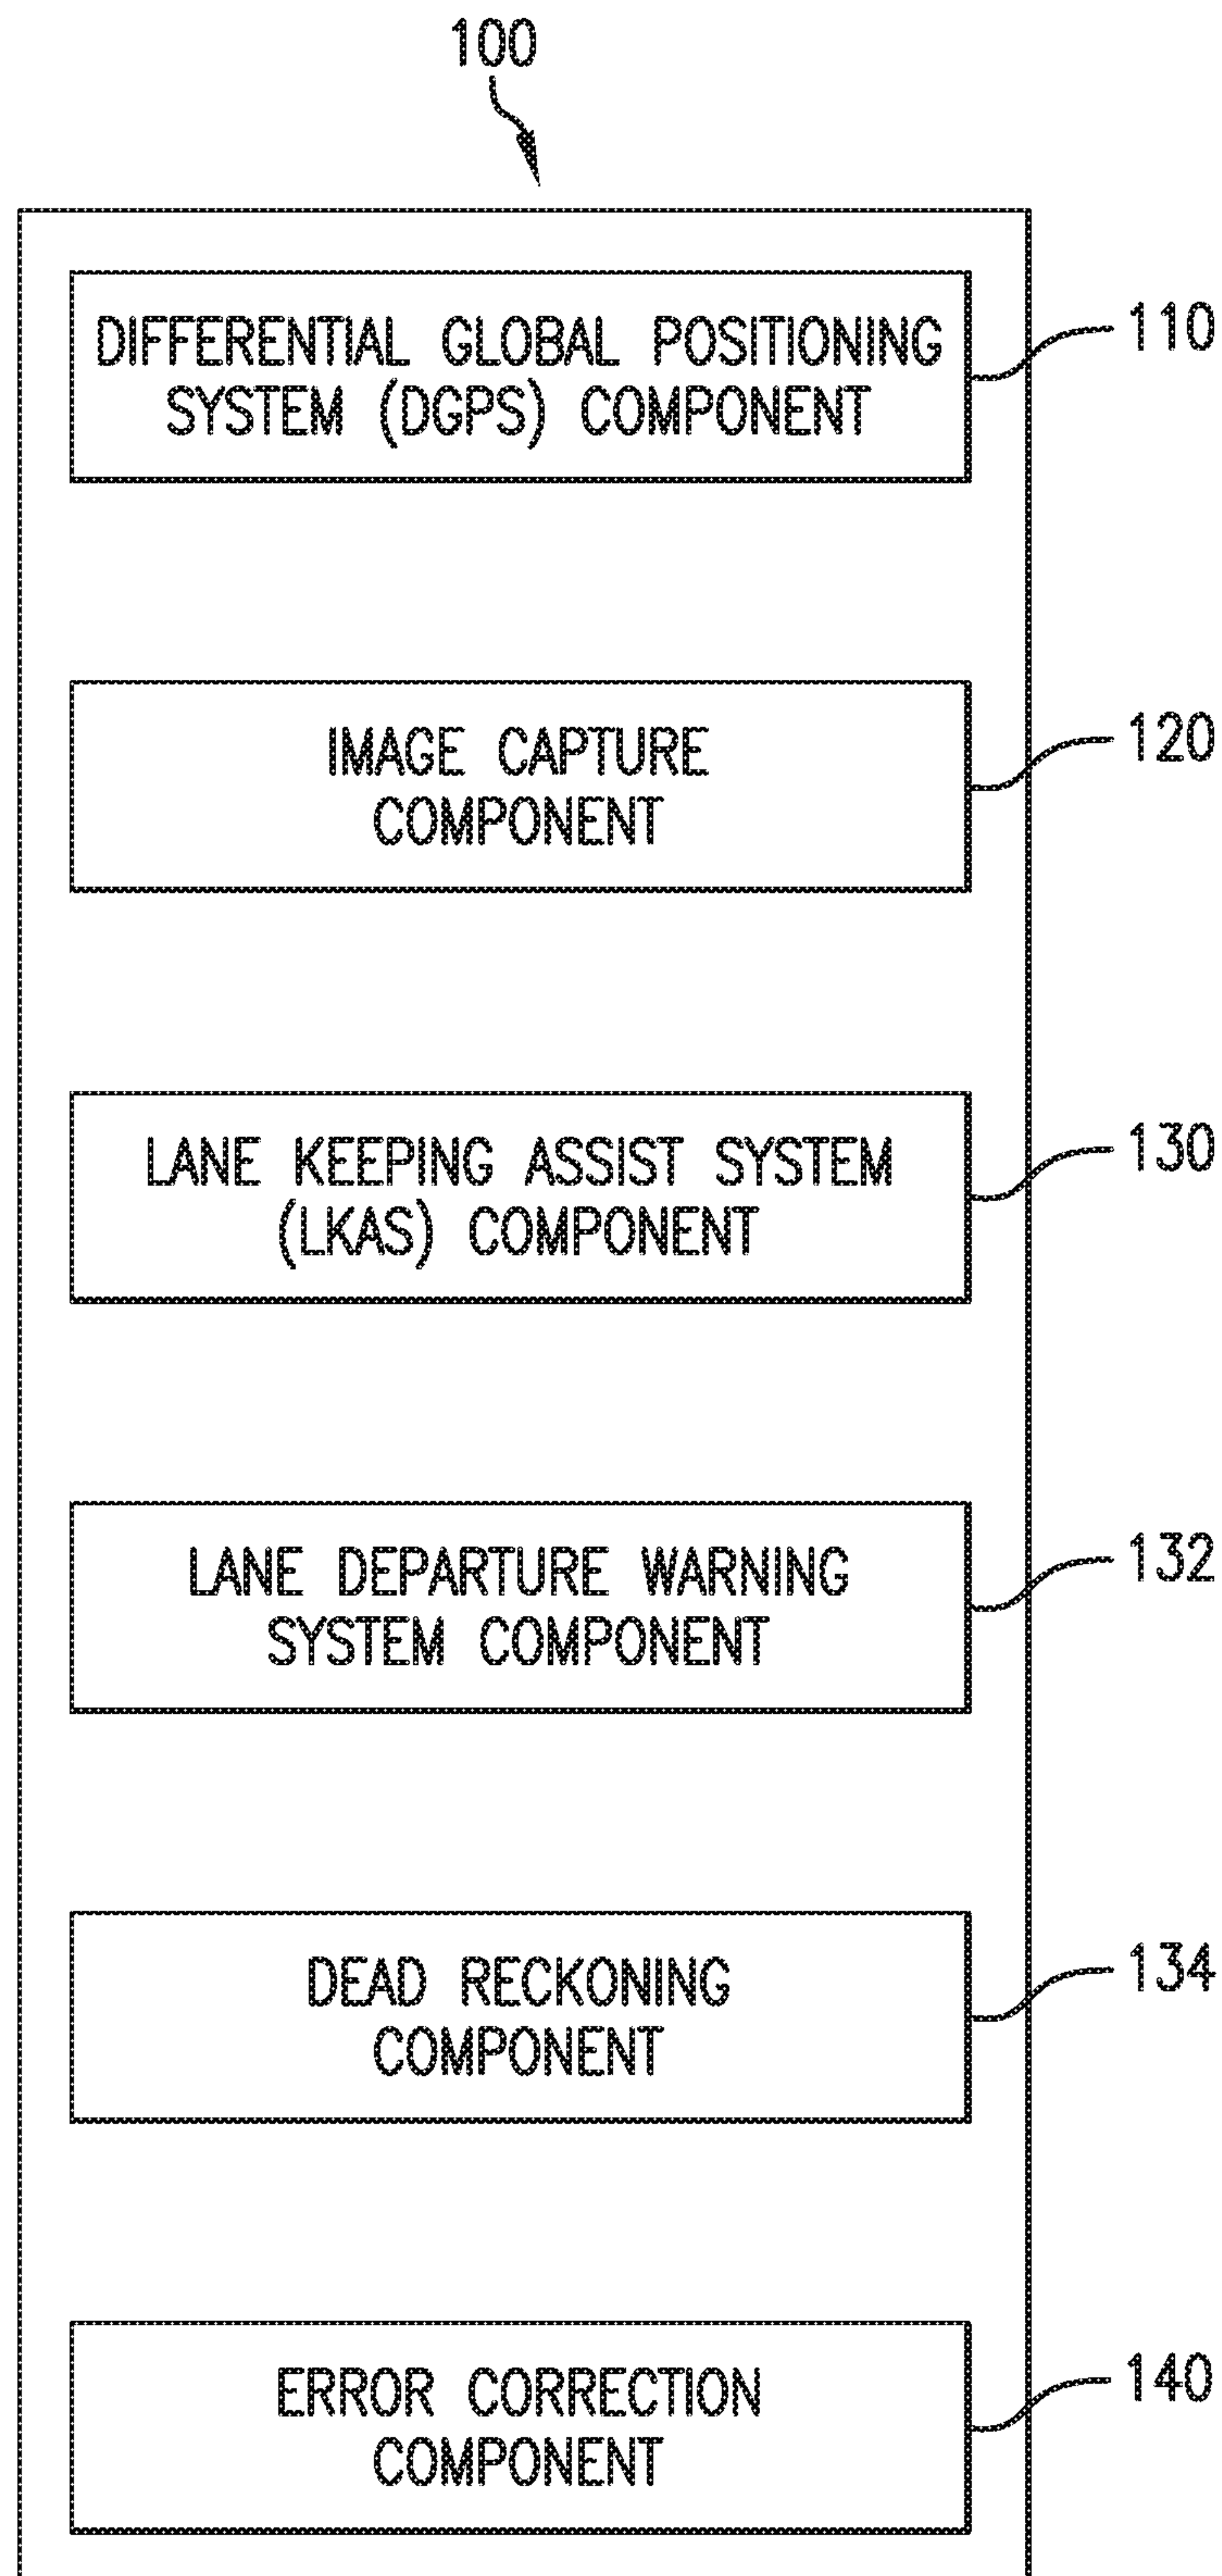 100
DIFFERENTIAL GLOBAL POSITIONING
SYSTEM (DGPS) COMPONENT
110
IMAGE CAPTURE
COMPONENT
120
LANE KEEPING ASSIST SYSTEM
(LKAS) COMPONENT
130
LANE DEPARTURE WARNING
SYSTEM COMPONENT
132
DEAD RECKONING
COMPONENT
134
ERROR CORRECTION
COMPONENT
140